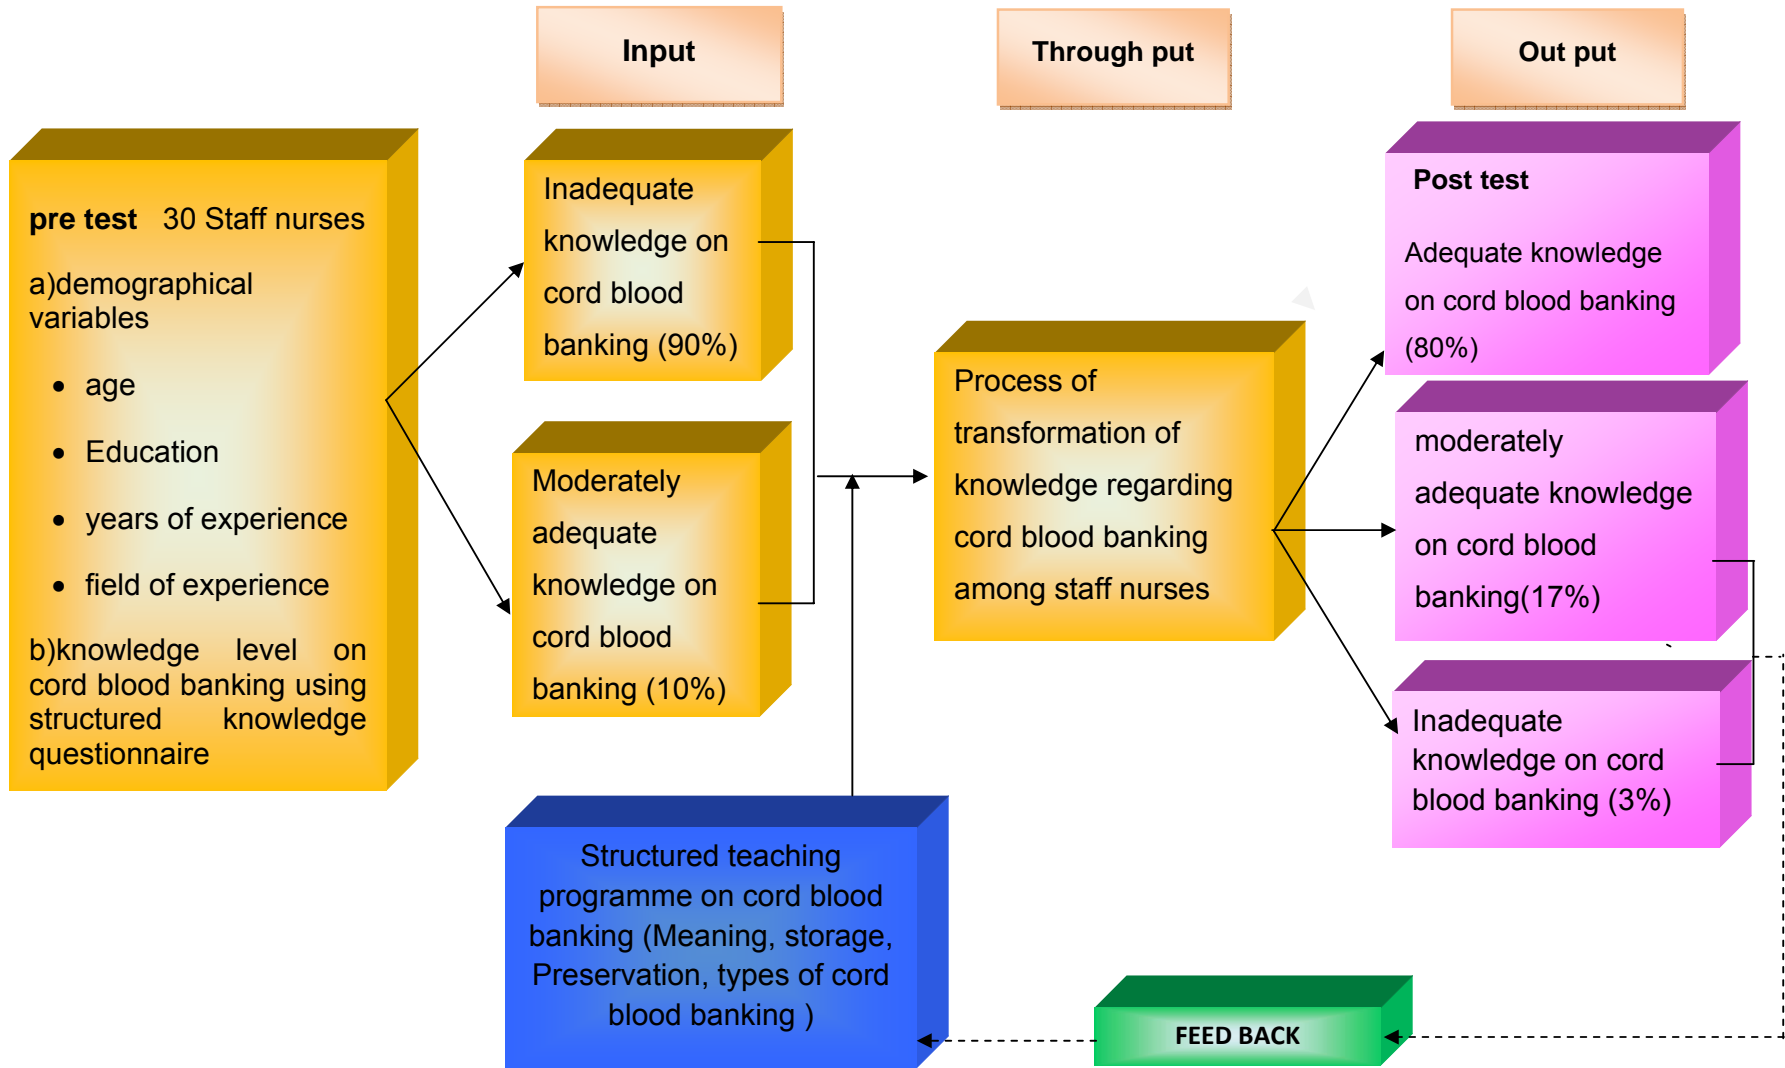 Input
Through put
Out put
pre test 30 Staff nurses
a)demographical
variables
• age
• Education
• years of experience
• field of experience
b)knowledge level on
cord blood banking using
structured knowledge
questionnaire
Inadequate
knowledge on
cord blood
banking (90%)
Moderately
adequate
knowledge on
cord blood
banking (10%)
Structured teaching
programme on cord blood
banking (Meaning, storage,
Preservation, types of cord
blood banking )
Process of
transformation of
knowledge regarding
cord blood banking
among staff nurses
Post test
Adequate knowledge
on cord blood banking
(80%)
moderately
adequate knowledge
on cord blood
banking(17%)
Inadequate
knowledge on cord
blood banking (3%)
FEED BACK